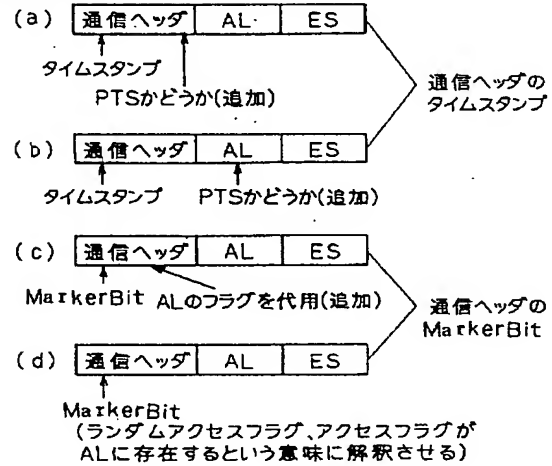 (a) 通信ヘッダ AL ES
タイムスタンプ
PTSかどうか(追加)
通信ヘッダの
タイムスタンプ
(b) 通信ヘッダ AL ES
タイムスタンプ PTSかどうか(追加)
(c) 通信ヘッダ AL ES
MarkerBit ALのフラグを代用(追加)
通信ヘッダの
MarkerBit
(d) 通信ヘッダ AL ES
MarkerBit
(ランダムアクセスフラグ、アクセスフラグが
ALに存在するという意味に解釈させる)